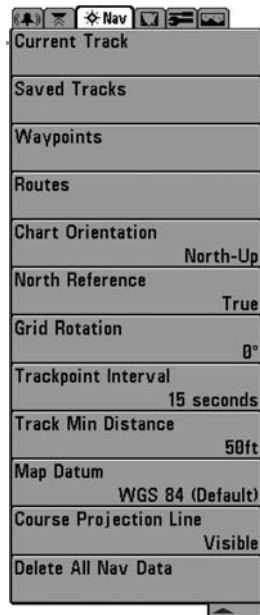 Nav
Current Track
Saved Tracks
Waypoints
Routes
Chart Orientation
North-Up
North Reference
True
Grid Rotation
0°
Trackpoint Interval
15 seconds
Track Min Distance
50ft
Map Datum
WGS 84 (Default)
Course Projection Line
Visible
Delete All Nav Data